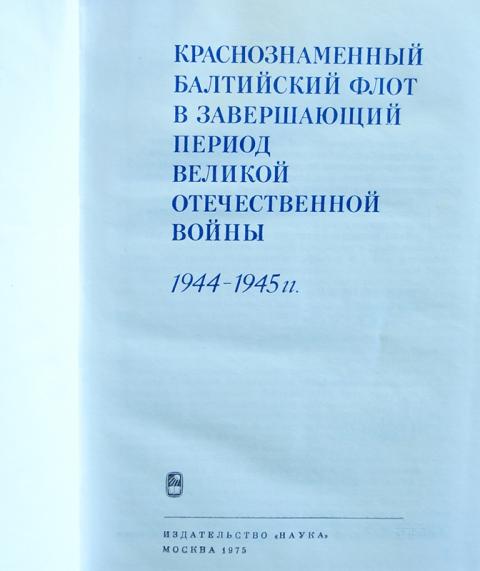 КРАСНОЗНАМЕННЫЙ
БАЛТИЙСКИЙ ФЛОТ
В ЗАВЕРШАЮЩИЙ
ПЕРИОД
ВЕЛИКОЙ
ОТЕЧЕСТВЕННОЙ
ВОЙНЫ
1944-1945 гг.
ИЗДАТЕЛЬСТВО «НАУКА»
МОСКВА 1975